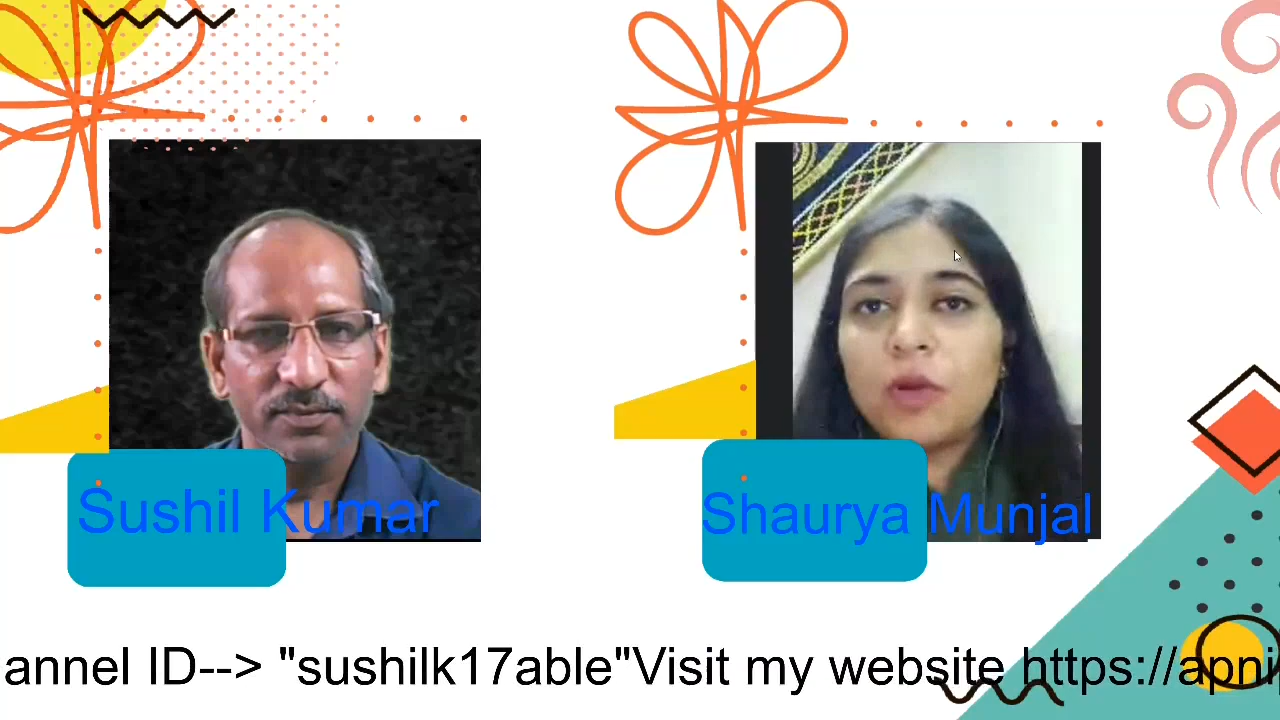 Sushil Kumar
Shaurya Munjal
annel ID--> "sushilk17able"Visit my website https://apni